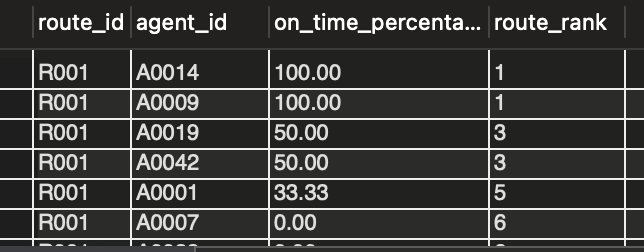 route_id agent_id on_time_percenta... route_rank
R001 A0014 100.00 1
R001 A0009 100.00 1
R001 A0019 50.00 3
R001 A0042 50.00 3
R001 A0001 33.33 5
R001 A0007 0.00 6